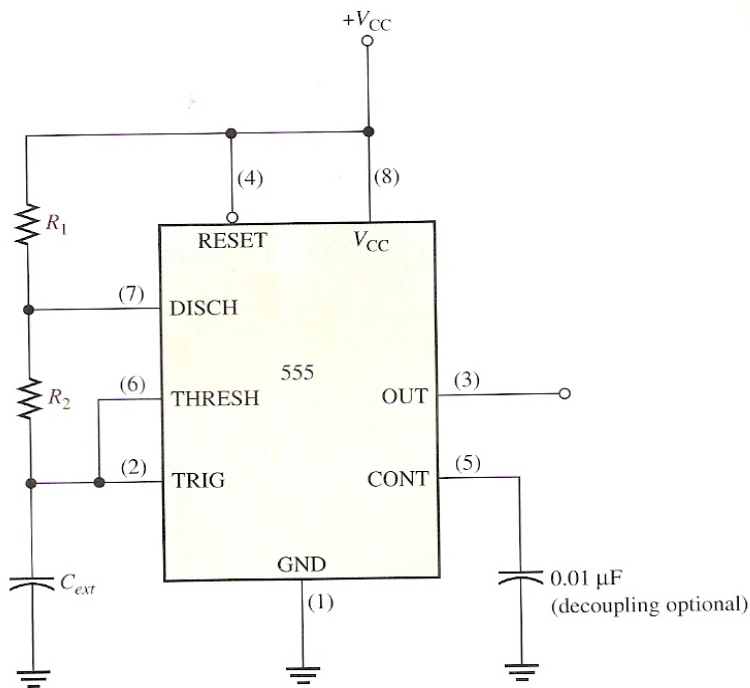 +VCC
(4)
(8)
R1
RESET
VCC
(7)
DISCH
555
(6)
(3)
R2
THRESH
OUT
(2)
(5)
TRIG
CONT
GND
Cext
0.01 μF
(1)
(decoupling optional)